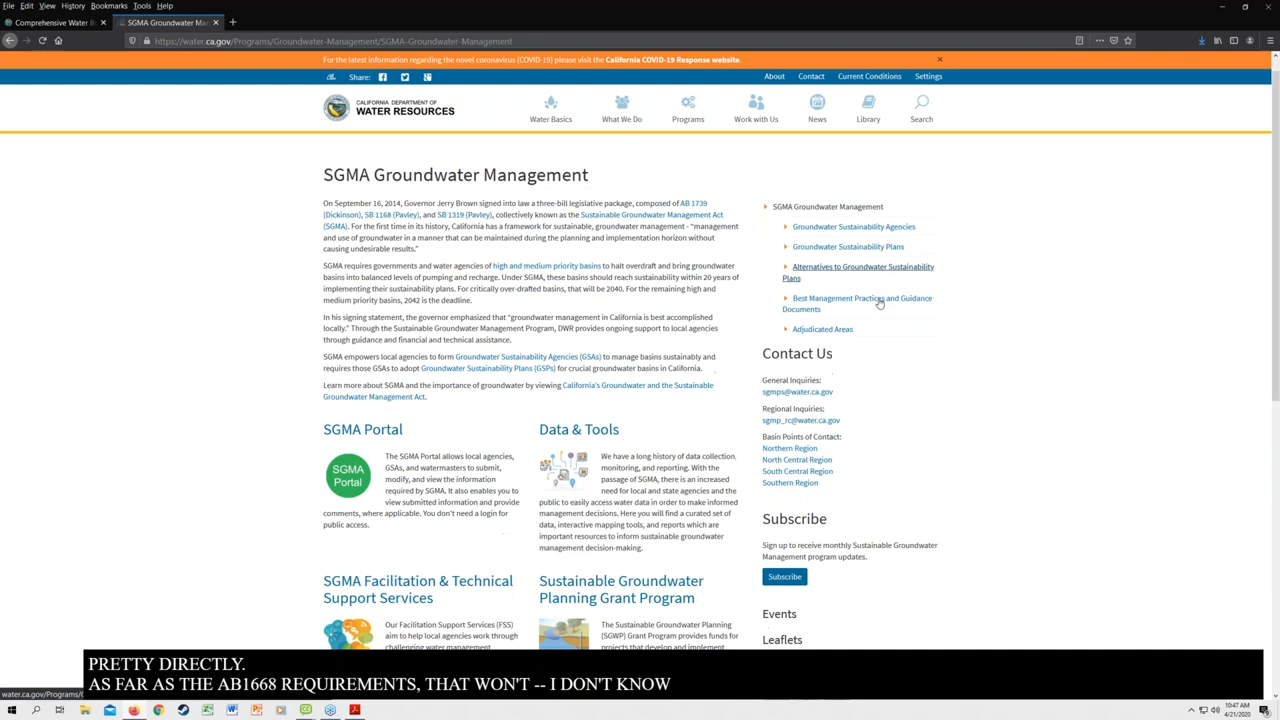 File Edit View History Bookmarks Tools Help
Comprehensive Water B
SGMA Groundwater Ma
https://water.ca.gov/Programs/Groundwater-Management/SGMA-Groundwater-Management
For the latest information regarding the novel coronavirus (COVID-19) please visit the California COVID-19 Response website.
Share:
About Contact Current Conditions Settings
CALIFORNIA DEPARTMENT OF
WATER RESOURCES
Water Basics What We Do Programs Work with Us News Library Search
SGMA Groundwater Management
On September 16, 2014, Governor Jerry Brown signed into law a three-bill legislative package, composed of AB 1739
(Dickinson), SB 1168 (Pavley), and SB 1319 (Pavley), collectively known as the Sustainable Groundwater Management Act
(SGMA). For the first time in its history, California has a framework for sustainable, groundwater management - "management
and use of groundwater in a manner that can be maintained during the planning and implementation horizon without
causing undesirable results."
SGMA requires governments and water agencies of high and medium priority basins to halt overdraft and bring groundwater
basins into balanced levels of pumping and recharge. Under SGMA, these basins should reach sustainability within 20 years of
implementing their sustainability plans. For critically over-drafted basins, that will be 2040. For the remaining high and
medium priority basins, 2042 is the deadline.
In his signing statement, the governor emphasized that "groundwater management in California is best accomplished
locally." Through the Sustainable Groundwater Management Program, DWR provides ongoing support to local agencies
through guidance and financial and technical assistance.
SGMA empowers local agencies to form Groundwater Sustainability Agencies (GSAs) to manage basins sustainably and
requires those GSAs to adopt Groundwater Sustainability Plans (GSPs) for crucial groundwater basins in California.
Learn more about SGMA and the importance of groundwater by viewing California's Groundwater and the Sustainable
Groundwater Management Act.
SGMA Portal
SGMA
Portal
The SGMA Portal allows local agencies,
GSAs, and watermasters to submit,
modify, and view the information
required by SGMA. It also enables you to
view submitted information and provide
comments, where applicable. You don't need a login for
public access.
Data & Tools
We have a long history of data collection,
monitoring, and reporting. With the
passage of SGMA, there is an increased
need for local and state agencies and the
public to easily access water data in order to make informed
management decisions. Here you will find a curated set of
data, interactive mapping tools, and reports which are
important resources to inform sustainable groundwater
management decision-making.
SGMA Facilitation & Technical
Support Services
Our Facilitation Support Services (FSS)
aim to help local agencies work through
challenging water management
Sustainable Groundwater
Planning Grant Program
The Sustainable Groundwater Planning
(SGWP) Grant Program provides funds for
projects that develop and implement
SGMA Groundwater Management
Groundwater Sustainability Agencies
Groundwater Sustainability Plans
Alternatives to Groundwater Sustainability
Plans
Best Management Practices and Guidance
Documents
Adjudicated Areas
Contact Us
General Inquiries:
sgmps@water.ca.gov
Regional Inquiries:
sgmp_rc@water.ca.gov
Basin Points of Contact:
Northern Region
North Central Region
South Central Region
Southern Region
Subscribe
Sign up to receive monthly Sustainable Groundwater
Management program updates.
Subscribe
Events
Leaflets
PRETTY DIRECTLY.
AS FAR AS THE AB1668 REQUIREMENTS, THAT WON'T -- I DON'T KNOW
water.ca.gov/Programs/
10:47 AM
4/21/2020